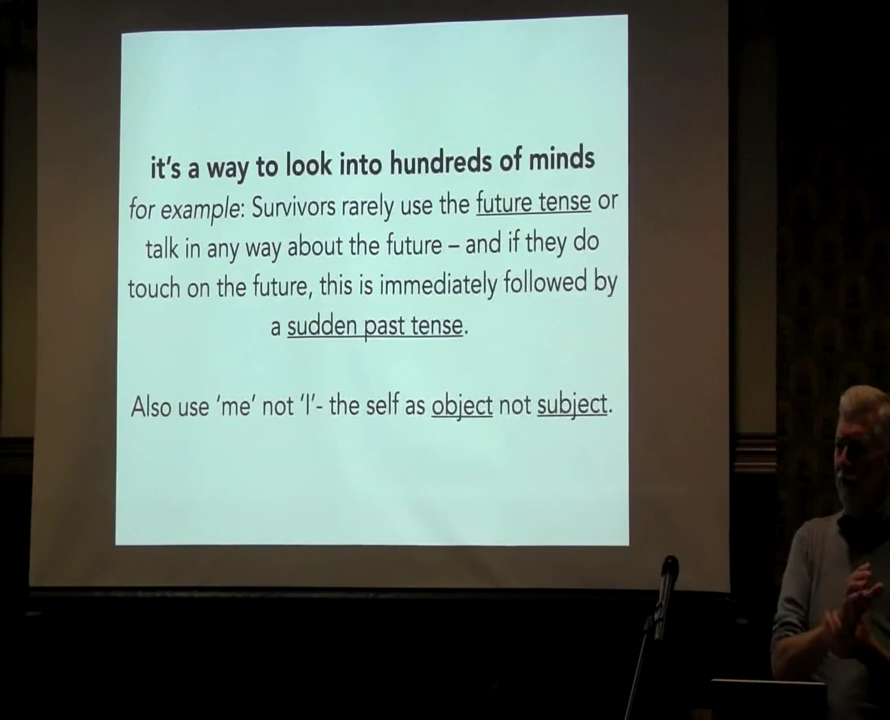 it's a way to look into hundreds of minds
for example: Survivors rarely use the future tense or
talk in any way about the future – and if they do
touch on the future, this is immediately followed by
a sudden past tense.
Also use 'me' not 'I'- the self as object not subject.